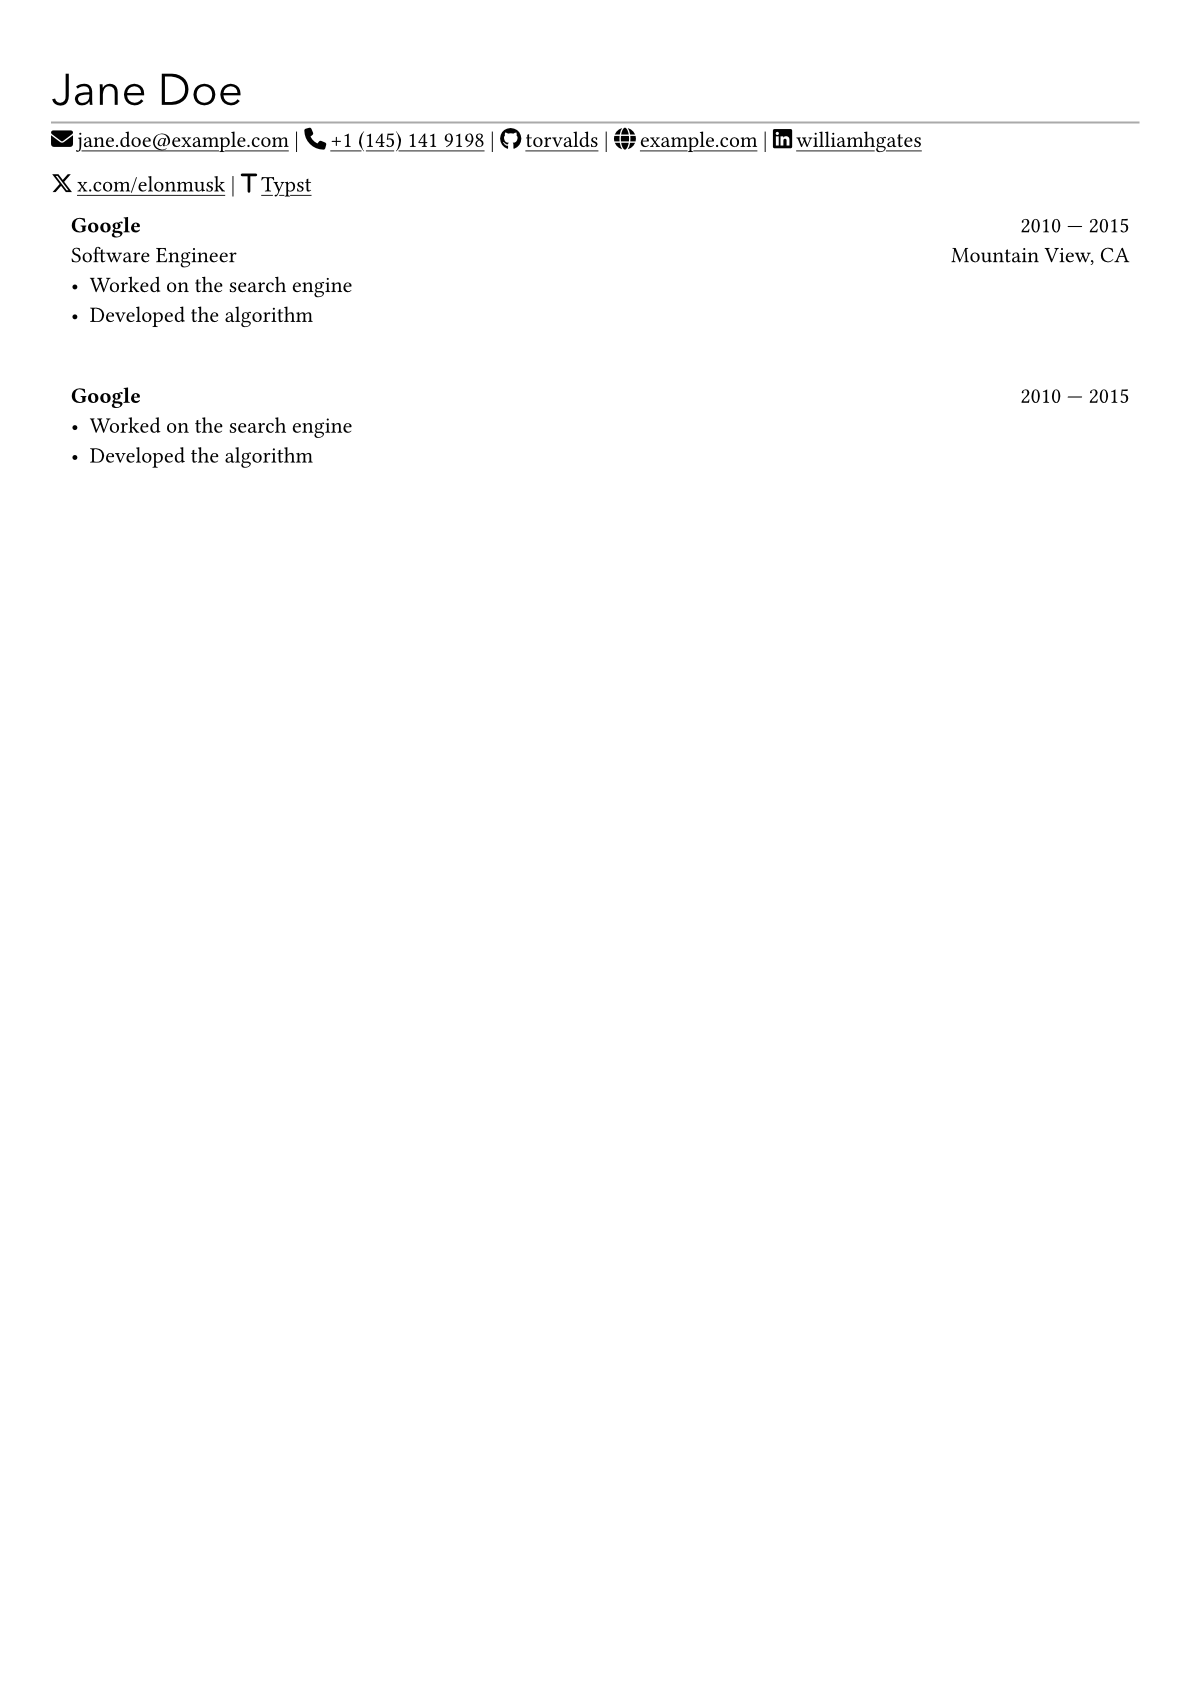 Jane Doe
jane.doe@example.com | +1 (145) 141 9198 | torvalds | example.com | williamhgates
x.com/elonmusk | Typst
Google 2010 — 2015
Software Engineer Mountain View, CA
• Worked on the search engine
• Developed the algorithm
Google 2010 — 2015
• Worked on the search engine
• Developed the algorithm